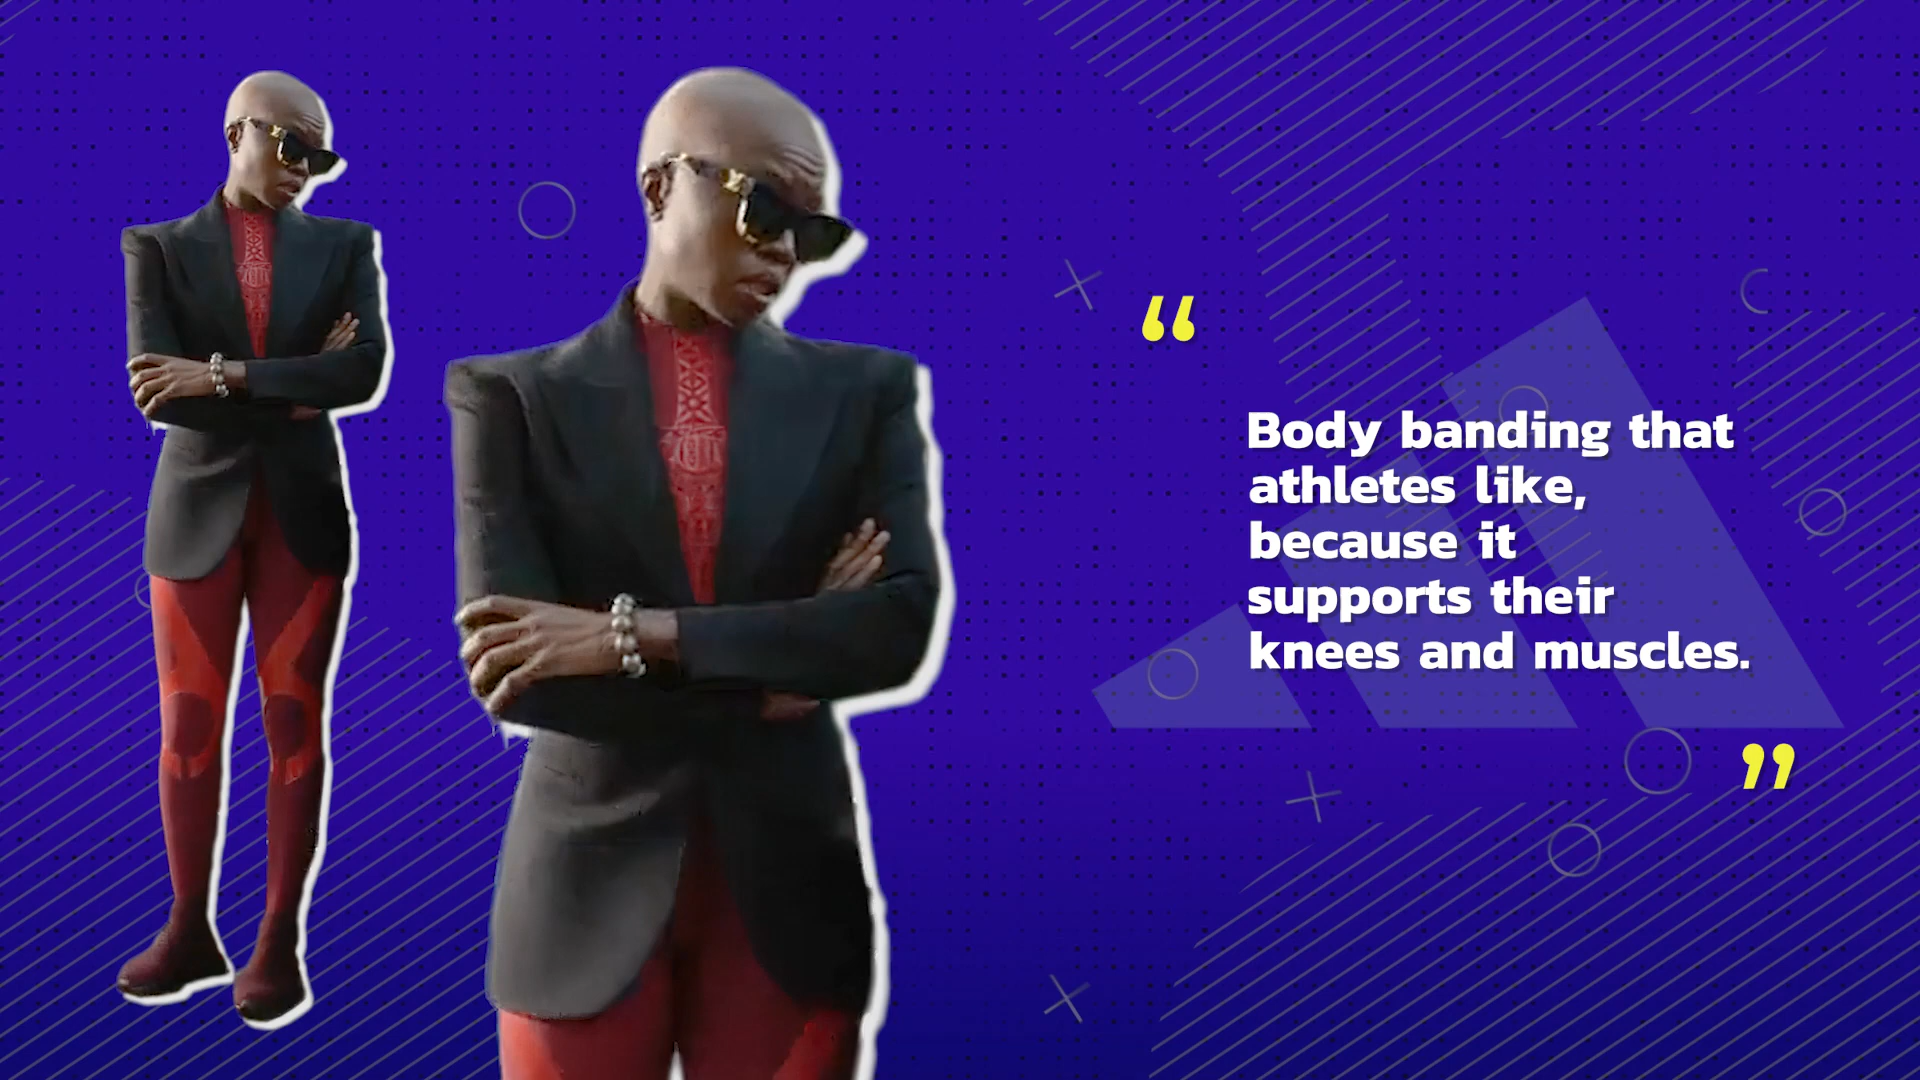 “
Body banding that
athletes like,
because it
supports their
knees and muscles.
”